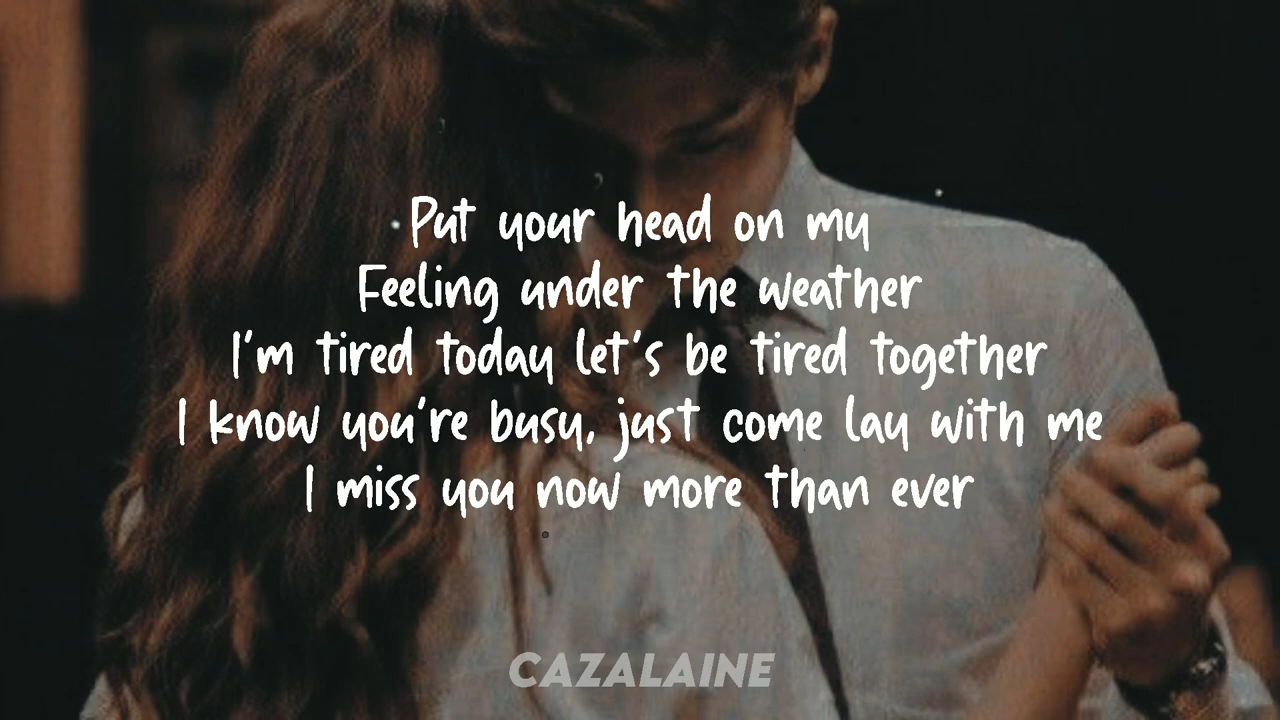 Put your head on my
Feeling under the weather
I'm tired today let's be tired together
I know you're busy, just come lay with me
I miss you now more than ever
CAZALAINE